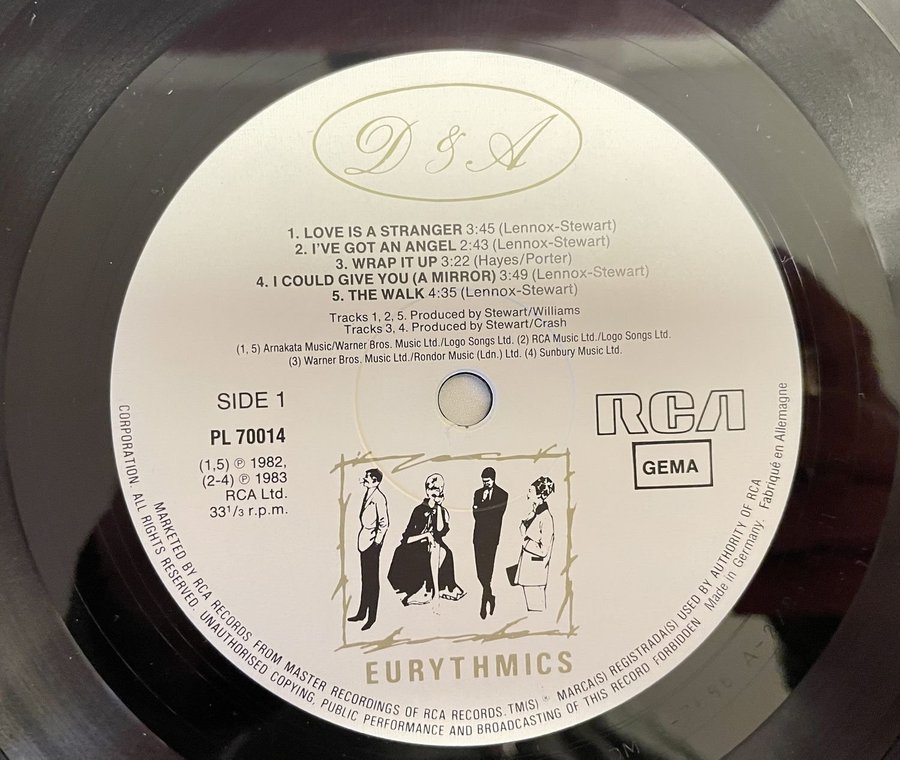 D & A
1. LOVE IS A STRANGER 3:45 (Lennox-Stewart)
2. I'VE GOT AN ANGEL 2:43 (Lennox-Stewart)
3. WRAP IT UP 3:22 (Hayes/Porter)
4. I COULD GIVE YOU (A MIRROR) 3:49 (Lennox-Stewart)
5. THE WALK 4:35 (Lennox-Stewart)
Tracks 1, 2, 5. Produced by Stewart/Williams
Tracks 3, 4. Produced by Stewart/Crash
(1, 5) Arnakata Music/Warner Bros. Music Ltd./Logo Songs Ltd. (2) RCA Music Ltd./Logo Songs Ltd.
(3) Warner Bros. Music Ltd./Rondor Music (Ldn.) Ltd. (4) Sunbury Music Ltd.
SIDE 1
PL 70014
(1,5) ℗ 1982,
(2-4) ℗ 1983
RCA Ltd.
33 1/3 r.p.m.
RCA
GEMA
EURYTHMICS
MARKETED BY RCA RECORDS FROM MASTER RECORDINGS OF RCA RECORDS. TM(S) ® MARCA(S) REGISTRADA(S) USED BY AUTHORITY OF RCA
CORPORATION. ALL RIGHTS RESERVED. UNAUTHORISED COPYING, PUBLIC PERFORMANCE AND BROADCASTING OF THIS RECORD FORBIDDEN Made in Germany. Fabriqué en Allemagne